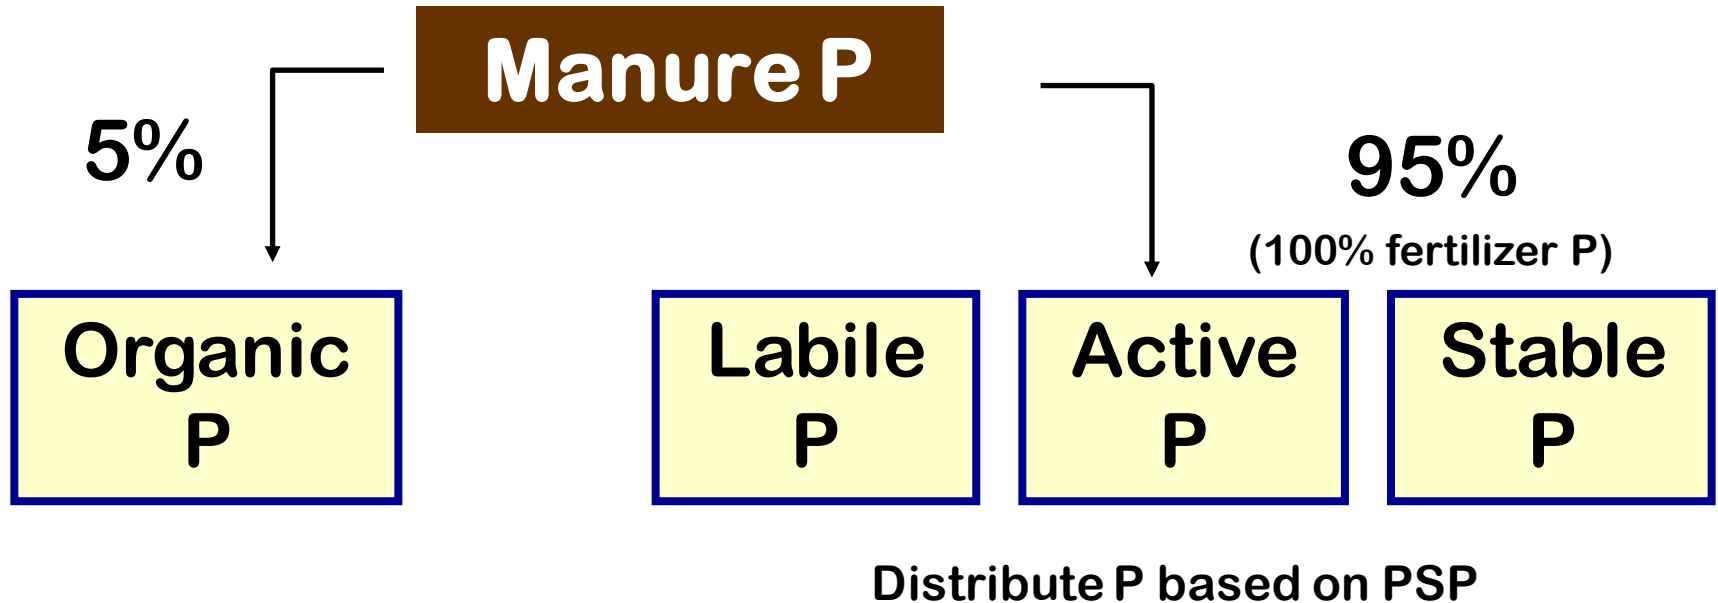 Manure P
5%
95%
(100% fertilizer P)
Organic
P
Labile
P
Active
P
Stable
P
Distribute P based on PSP